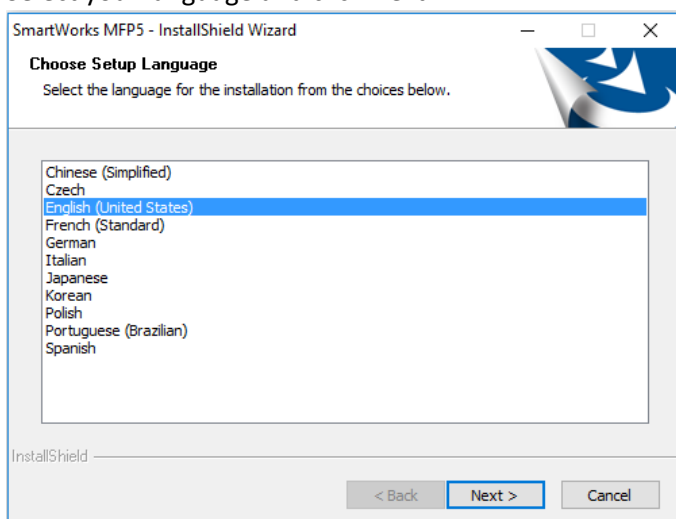 SmartWorks MFP5 - InstallShield Wizard
Choose Setup Language
Select the language for the installation from the choices below.
Chinese (Simplified)
Czech
English (United States)
French (Standard)
German
Italian
Japanese
Korean
Polish
Portuguese (Brazilian)
Spanish
InstallShield
< Back Next > Cancel